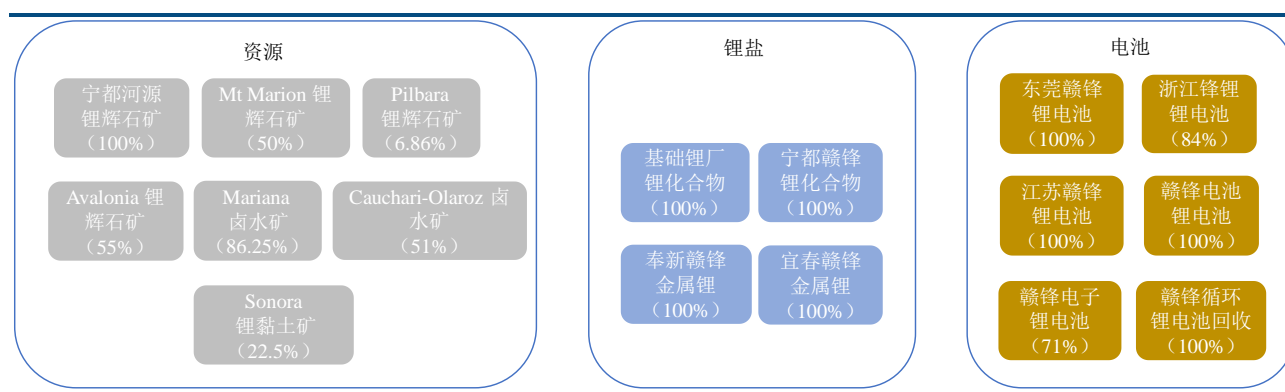 资源
宁都河源
锂辉石矿
（100%）
Mt Marion 锂
辉石矿
（50%）
Pilbara
锂辉石矿
（6.86%）
Avalonia 锂
辉石矿
（55%）
Mariana
卤水矿
（86.25%）
Cauchari-Olaroz 卤
水矿
（51%）
Sonora
锂黏土矿
（22.5%）
锂盐
基础锂厂
锂化合物
（100%）
宁都赣锋
锂化合物
（100%）
奉新赣锋
金属锂
（100%）
宜春赣锋
金属锂
（100%）
电池
东莞赣锋
锂电池
（100%）
浙江锋锂
锂电池
（84%）
江苏赣锋
锂电池
（100%）
赣锋电池
锂电池
（100%）
赣锋电子
锂电池
（71%）
赣锋循环
锂电池回收
（100%）